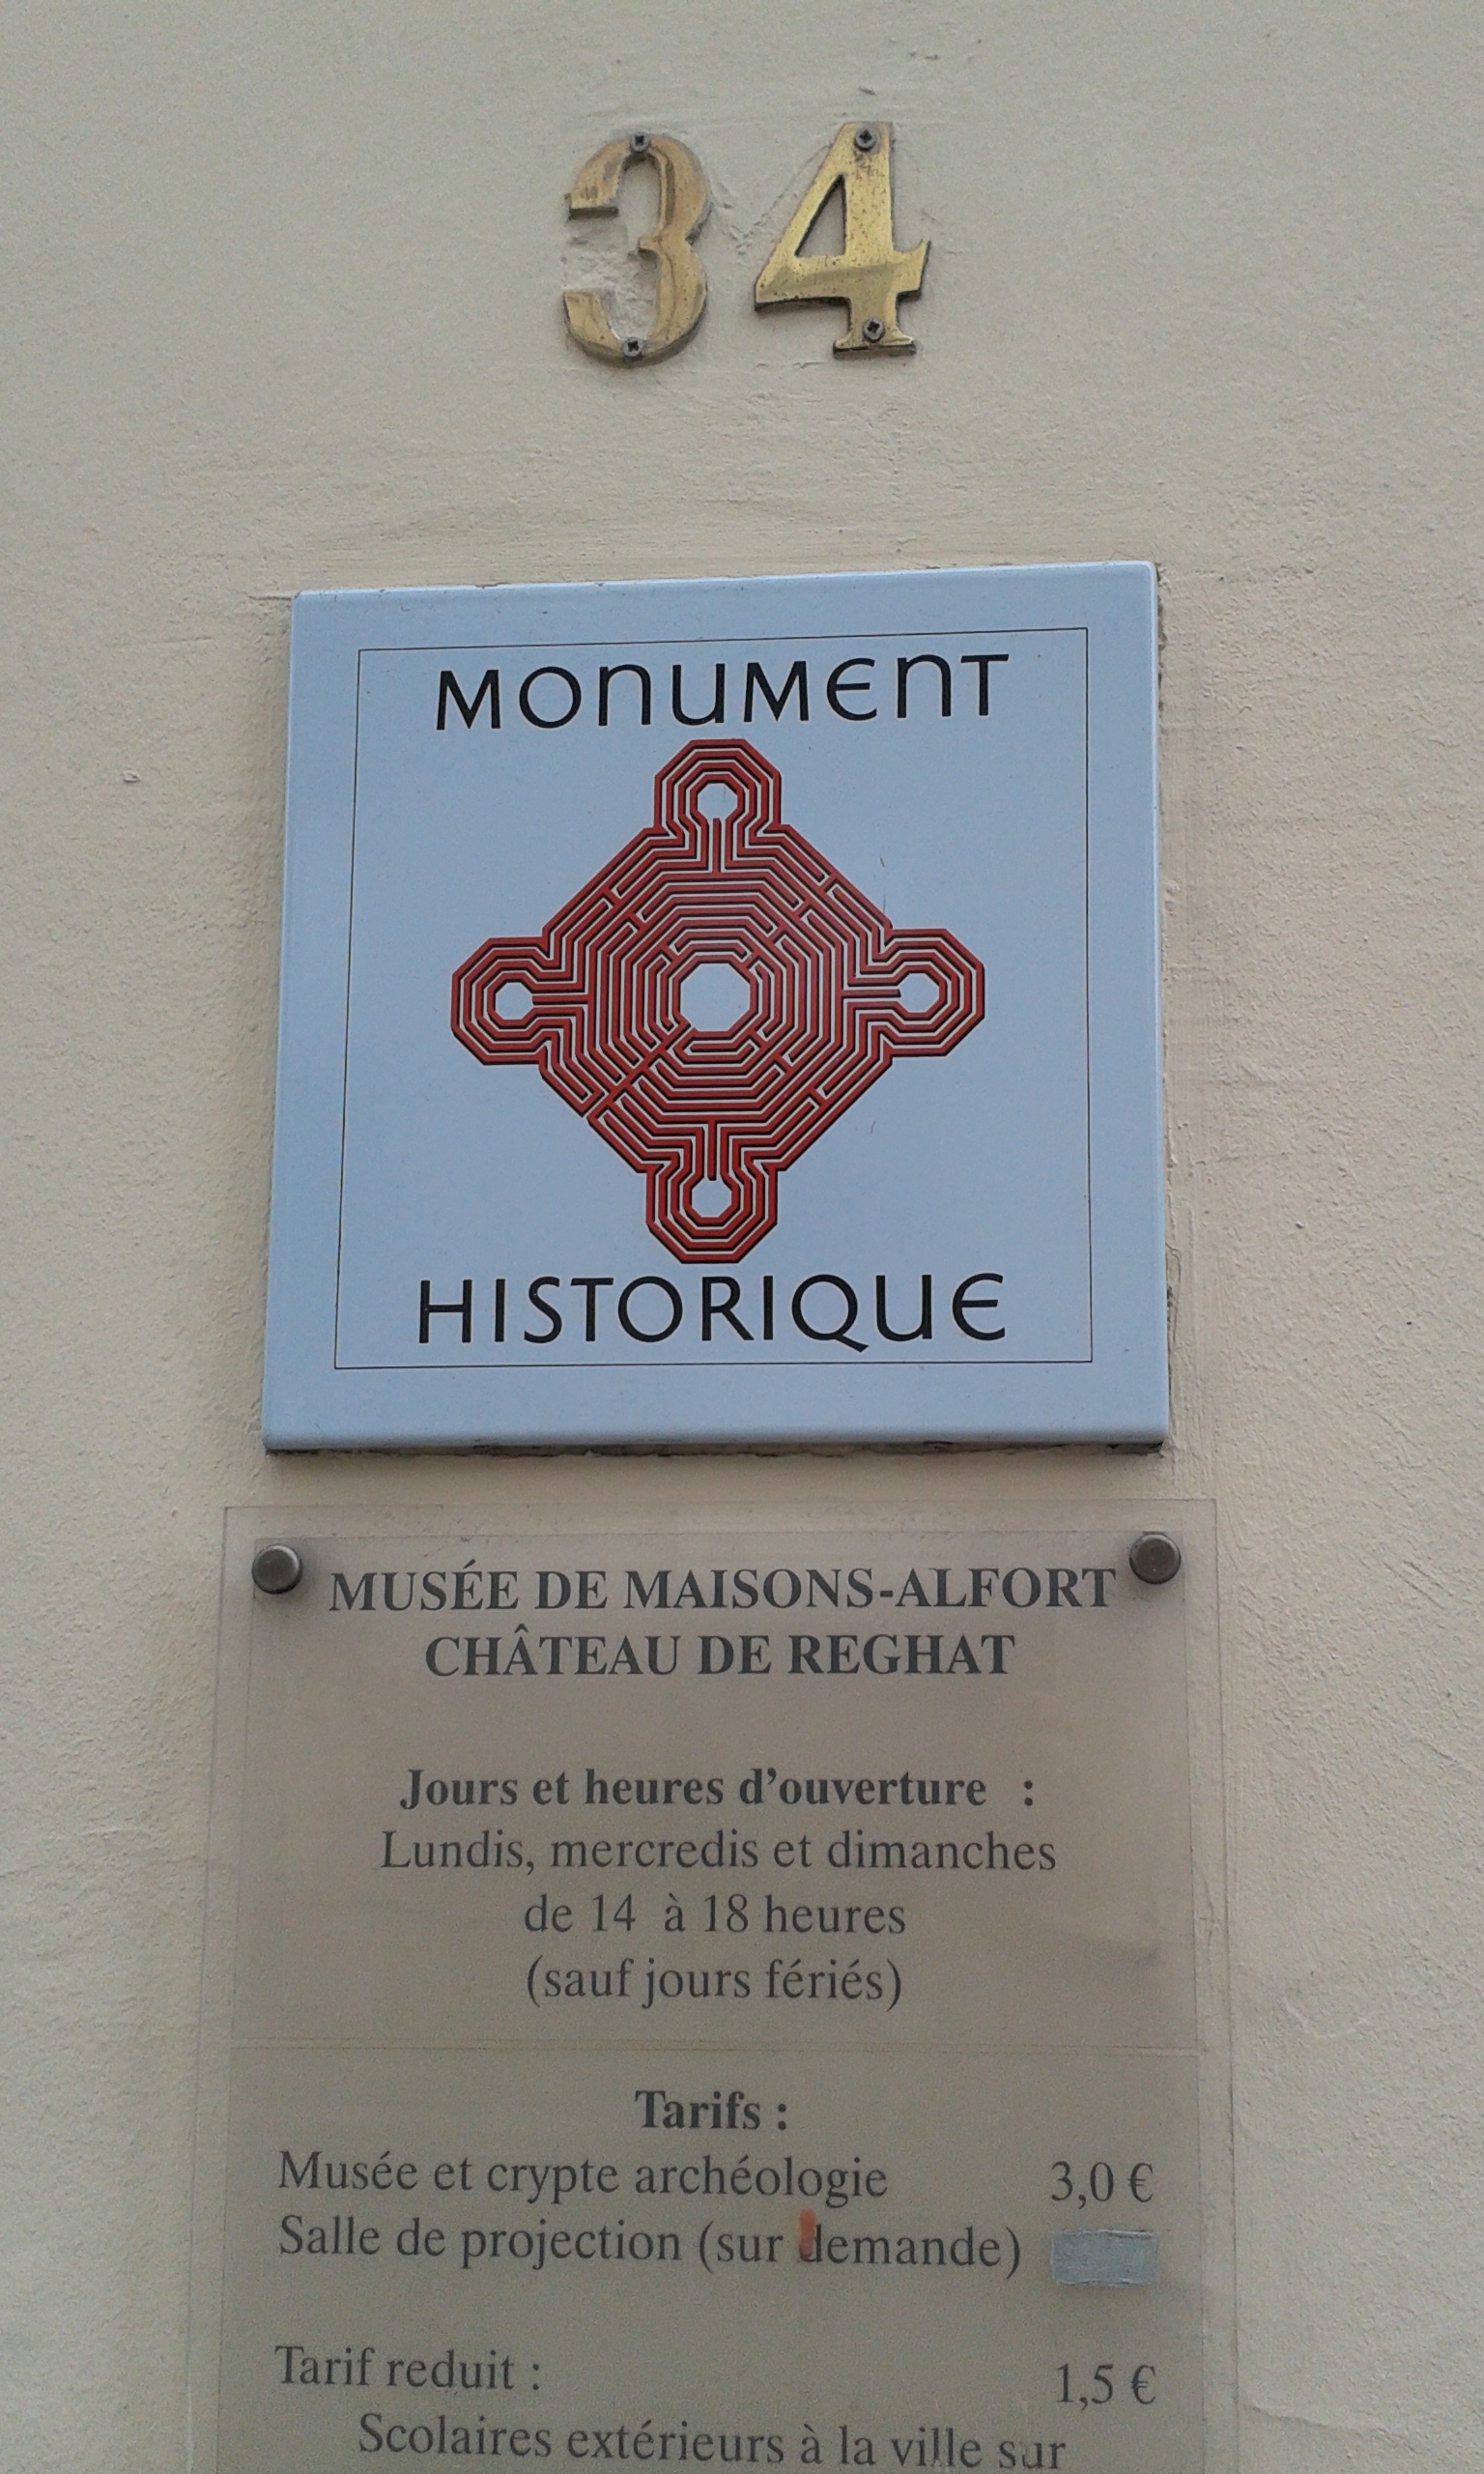 34
MONUMENT
HISTORIQUE
MUSÉE DE MAISONS-ALFORT
CHÂTEAU DE REGHAT
Jours et heures d'ouverture :
Lundis, mercredis et dimanches
de 14 à 18 heures
(sauf jours fériés)
Tarifs :
Musée et crypte archéologie 3,0 €
Salle de projection (sur demande)
Tarif reduit : 1,5 €
Scolaires extérieurs à la ville sur